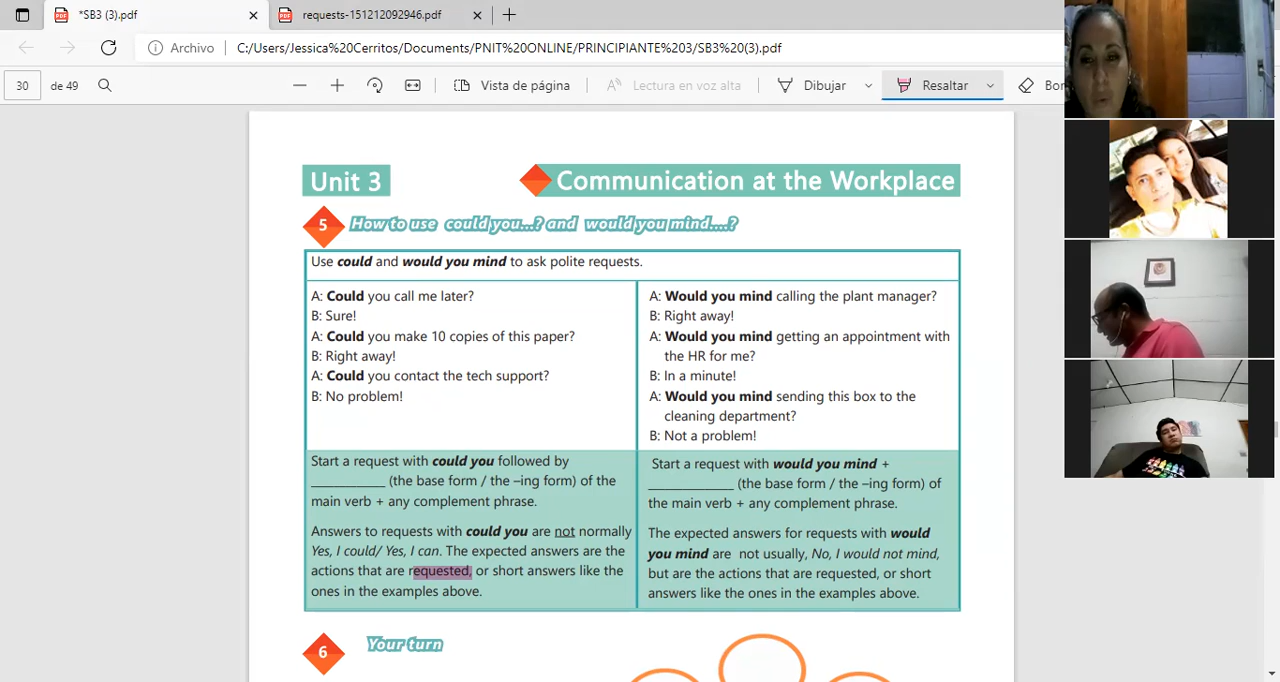 *SB3 (3).pdf
requests-151212092946.pdf
Archivo
C:/Users/Jessica%20Cerritos/Documents/PNIT%20ONLINE/PRINCIPIANTE%203/SB3%20(3).pdf
30
de 49
Vista de página
Lectura en voz alta
Dibujar
Resaltar
Bor
Unit 3
Communication at the Workplace
5
How to use could you...? and would you mind....?
Use could and would you mind to ask polite requests.
A: Could you call me later?
B: Sure!
A: Could you make 10 copies of this paper?
B: Right away!
A: Could you contact the tech support?
B: No problem!
A: Would you mind calling the plant manager?
B: Right away!
A: Would you mind getting an appointment with
the HR for me?
B: In a minute!
A: Would you mind sending this box to the
cleaning department?
B: Not a problem!
Start a request with could you followed by
__________ (the base form / the –ing form) of the
main verb + any complement phrase.
Answers to requests with could you are not normally
Yes, I could/ Yes, I can. The expected answers are the
actions that are requested, or short answers like the
ones in the examples above.
Start a request with would you mind +
____________ (the base form / the –ing form) of
the main verb + any complement phrase.
The expected answers for requests with would
you mind are not usually, No, I would not mind,
but are the actions that are requested, or short
answers like the ones in the examples above.
6
Your turn